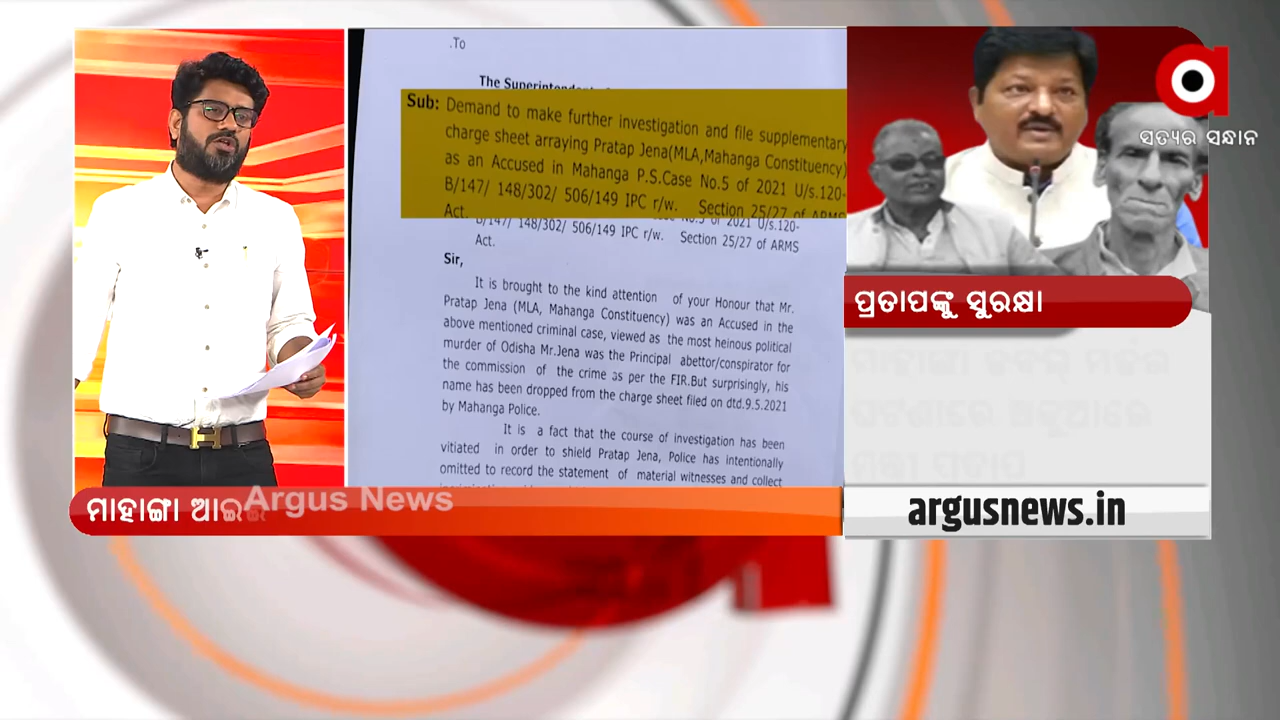 .To
The Superintendent
Sub: Demand to make further investigation and file supplementary
charge sheet arraying Pratap Jena(MLA,Mahanga Constituency)
as an Accused in Mahanga P.S.Case No.5 of 2021 U/s.120-
B/147/ 148/302/ 506/149 IPC r/w. Section 25/27 of ARMS
Act.
B/147/ 148/302/ 506/149 IPC r/w. Section 25/27 of ARMS
case No.5 of 2021 U/s.120-
Act.
Sir,
It is brought to the kind attention of your Honour that Mr.
Pratap Jena (MLA, Mahanga Constituency) was an Accused in the
above mentioned criminal case, viewed as the most heinous political
murder of Odisha Mr.Jena was the Principal abettor/conspirator for
the commission of the crime as per the FIR.But surprisingly, his
name has been dropped from the charge sheet filed on dtd.9.5.2021
by Mahanga Police.
It is a fact that the course of investigation has been
vitiated in order to shield Pratap Jena, Police has intentionally
omitted to record the statement of material witnesses and collect
ସତ୍ୟର ସନ୍ଧାନ
ପ୍ରତାପଙ୍କୁ ସୁରକ୍ଷା
ମାହାଙ୍ଗା ଆଇଇ
Argus News
argusnews.in